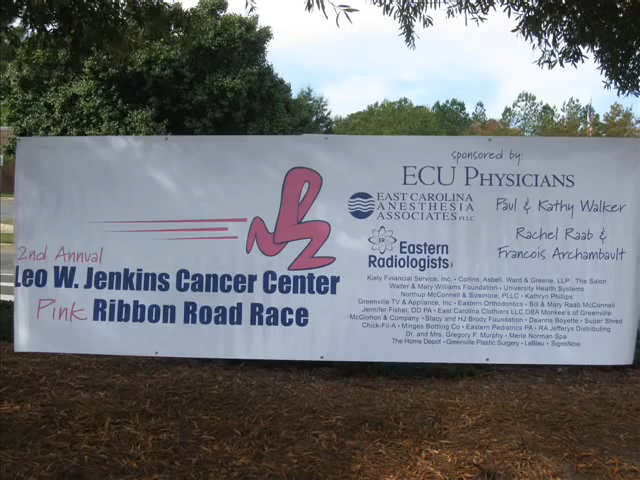 2nd Annual
Leo W. Jenkins Cancer Center
Pink Ribbon Road Race
sponsored by:
ECU PHYSICIANS
EAST CAROLINA
ANESTHESIA
ASSOCIATES PLLC
Paul & Kathy Walker
Rachel Raab &
Francois Archambault
Eastern
Radiologists
Kiely Financial Service, Inc. • Collins, Asbell, Ward & Greene, LLP The Salon
Walter & Mary Williams Foundation • University Health Systems
Northup McConnell & Sizemore, PLLC • Kathryn Phillips
Greenville TV & Appliance, Inc • Eastern Orthodontics • Bill & Mary Raab McConnell
Jennifer Fisher, OD PA • East Carolina Clothiers LLC DBA Monkee's of Greenville
McGlohon & Company • Stacy and HJ Brody Foundation • Deanna Boyette • Super Shred
Chick-Fil-A • Minges Bottling Co • Eastern Pediatrics PA • RA Jefferys Distributing
Dr. and Mrs. Gregory F. Murphy • Merle Norman Spa
The Home Depot • Greenville Plastic Surgery • LeBleu • SignsNow